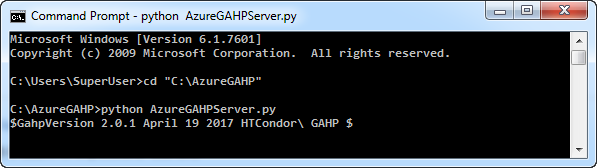 Command Prompt - python  AzureGAHPServer.py
Microsoft Windows [Version 6.1.7601]
Copyright (c) 2009 Microsoft Corporation.  All rights reserved.
C:\Users\SuperUser>cd "C:\AzureGAHP"
C:\AzureGAHP>python AzureGAHPServer.py
$GahpVersion 2.0.1 April 19 2017 HTCondor\ GAHP $